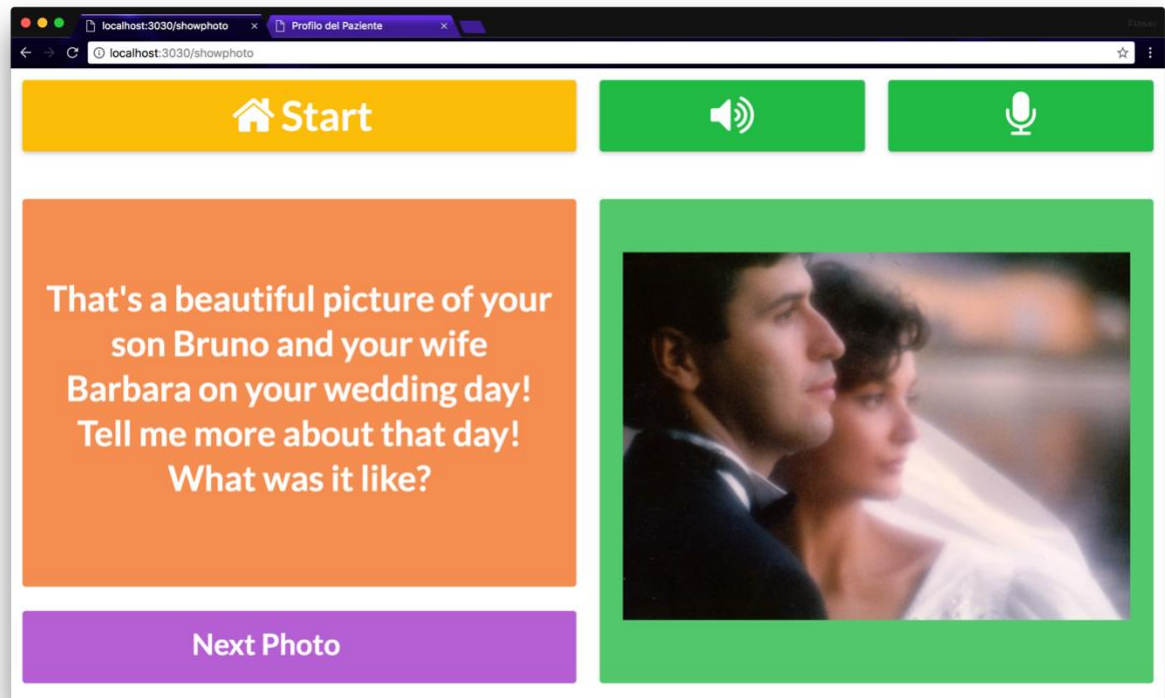 localhost:3030/showphoto × Profilo del Paziente ×
localhost:3030/showphoto
Start
That's a beautiful picture of your
son Bruno and your wife
Barbara on your wedding day!
Tell me more about that day!
What was it like?
Next Photo